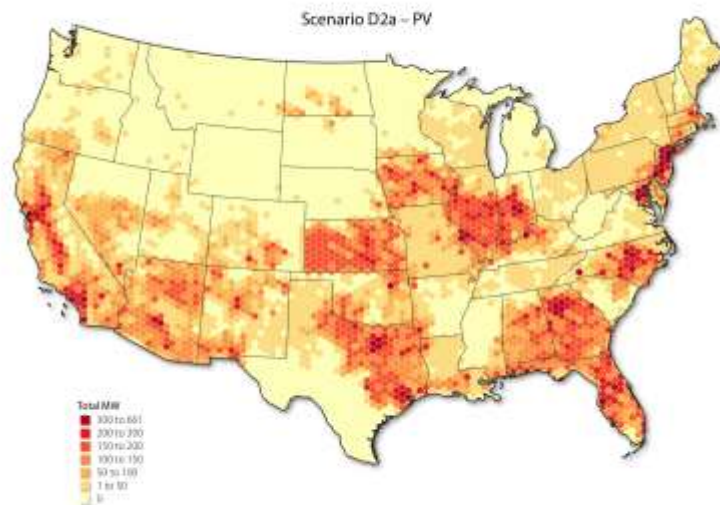 Scenario D2a – PV
Total MW
300 to 661
200 to 300
150 to 200
100 to 150
50 to 100
1 to 50
0